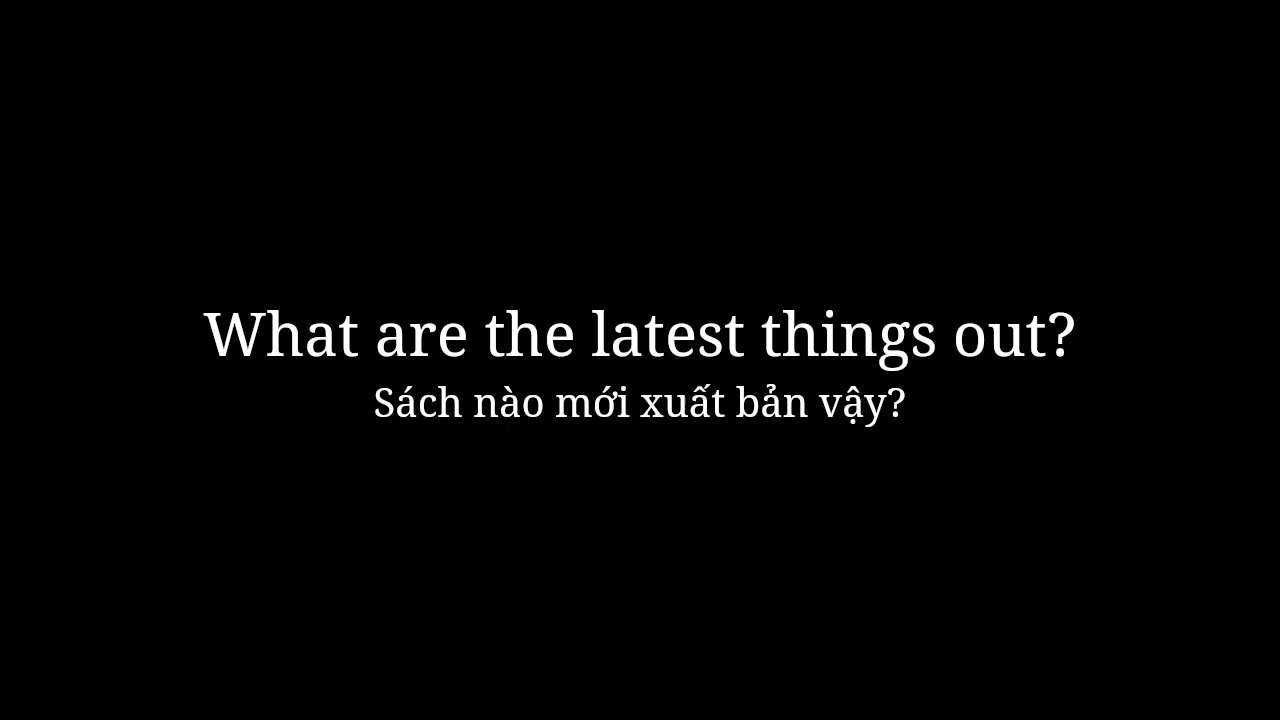 What are the latest things out?
Sách nào mới xuất bản vậy?